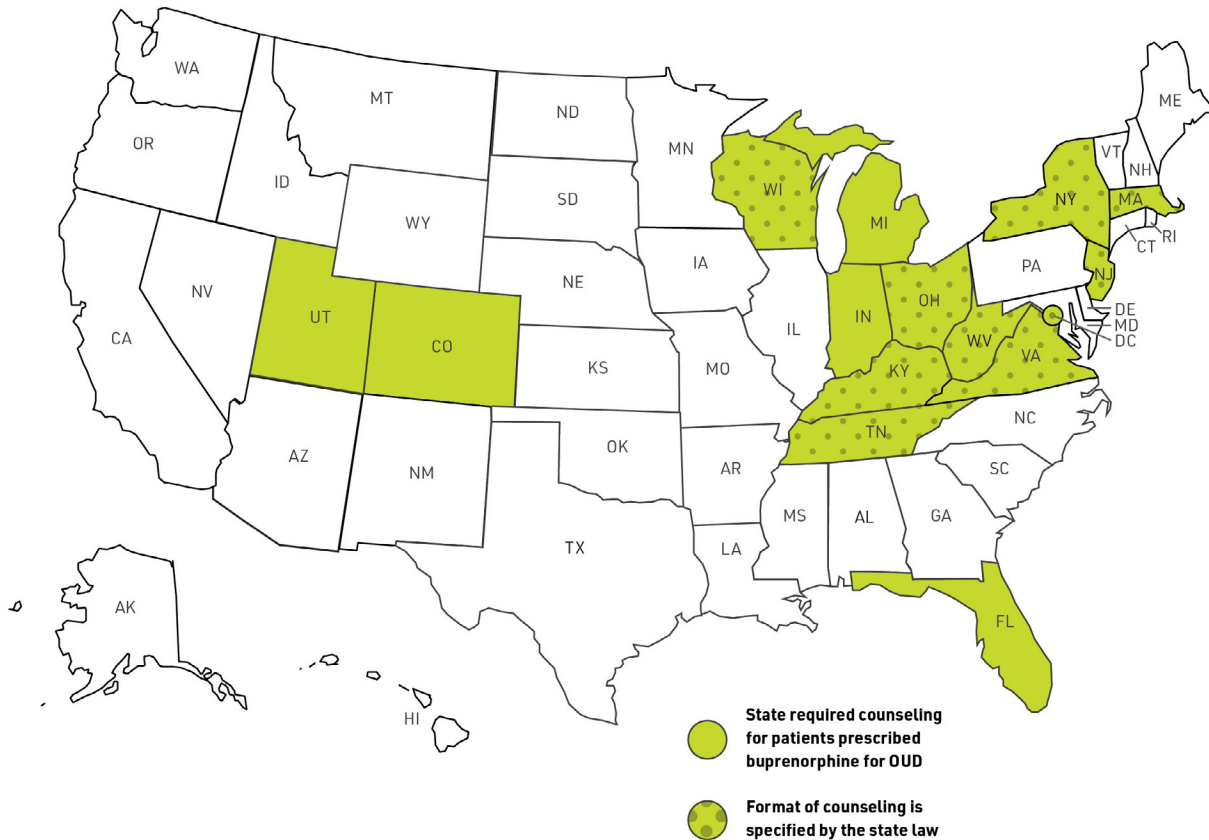 WA
MT
ND
MN
ME
OR
ID
SD
WI
VT
NH
WY
MI
NY
MA
CT
RI
IA
PA
NJ
NE
NV
UT
CO
IL
IN
OH
DE
MD
DC
WV
VA
CA
KS
MO
KY
NC
TN
AZ
NM
OK
AR
SC
MS
AL
GA
TX
LA
AK
FL
HI
State required counseling
for patients prescribed
buprenorphine for OUD
Format of counseling is
specified by the state law